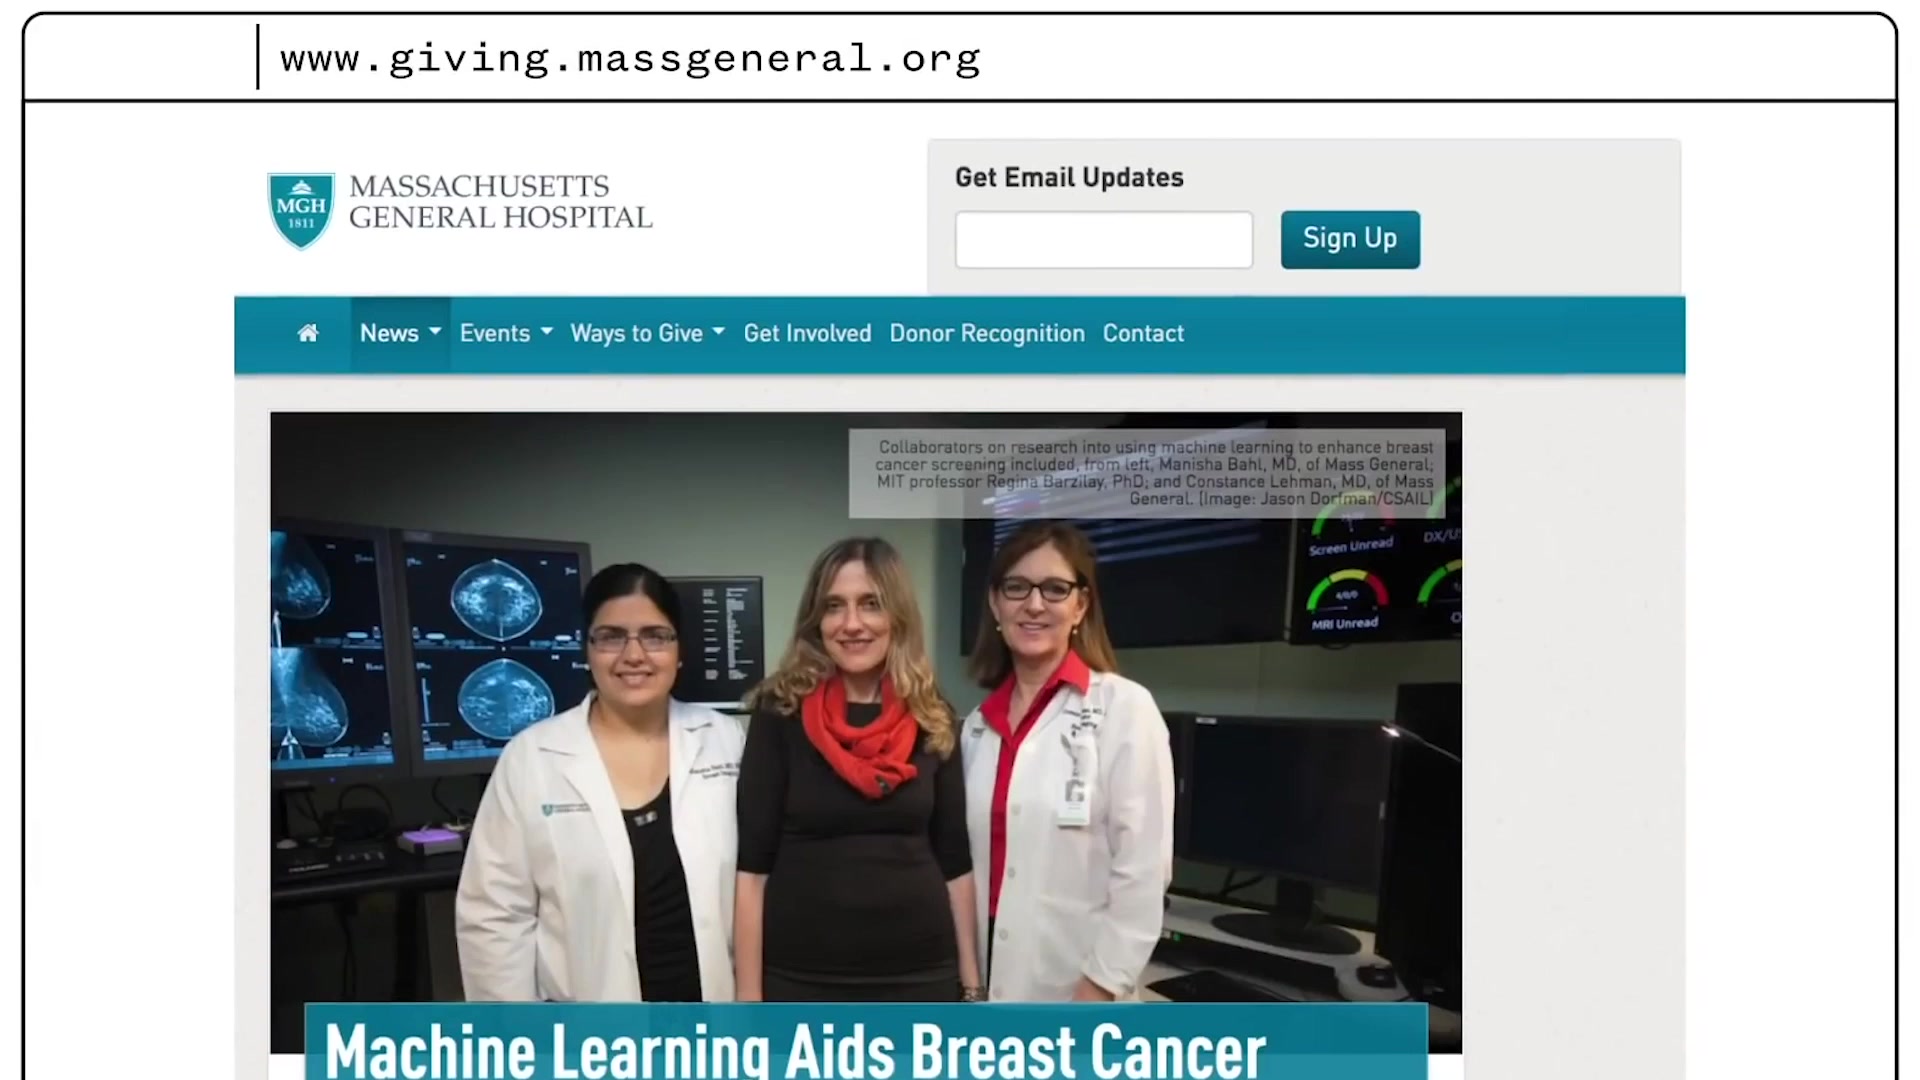 www.giving.massgeneral.org
MGH
1811
MASSACHUSETTS
GENERAL HOSPITAL
Get Email Updates
Sign Up
News Events Ways to Give Get Involved Donor Recognition Contact
Collaborators on research into using machine learning to enhance breast
cancer screening included, from left, Manisha Bahl, MD, of Mass General;
MIT professor Regina Barzilay, PhD; and Constance Lehman, MD, of Mass
General. (Image: Jason Dorfman/CSAIL)
Screen Unread
MRI Unread
Machine Learning Aids Breast Cancer